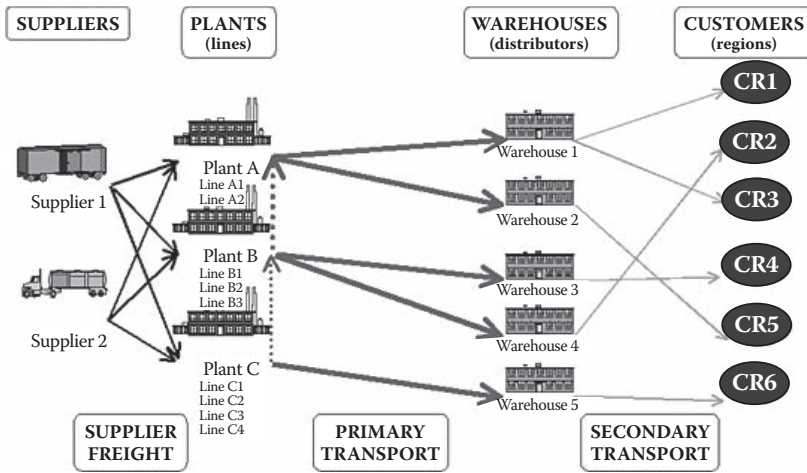 SUPPLIERS
PLANTS
(lines)
WAREHOUSES
(distributors)
CUSTOMERS
(regions)
Supplier 1
Supplier 2
Plant A
Line A1
Line A2
Plant B
Line B1
Line B2
Line B3
Plant C
Line C1
Line C2
Line C3
Line C4
Warehouse 1
Warehouse 2
Warehouse 3
Warehouse 4
Warehouse 5
CR1
CR2
CR3
CR4
CR5
CR6
SUPPLIER
FREIGHT
PRIMARY
TRANSPORT
SECONDARY
TRANSPORT